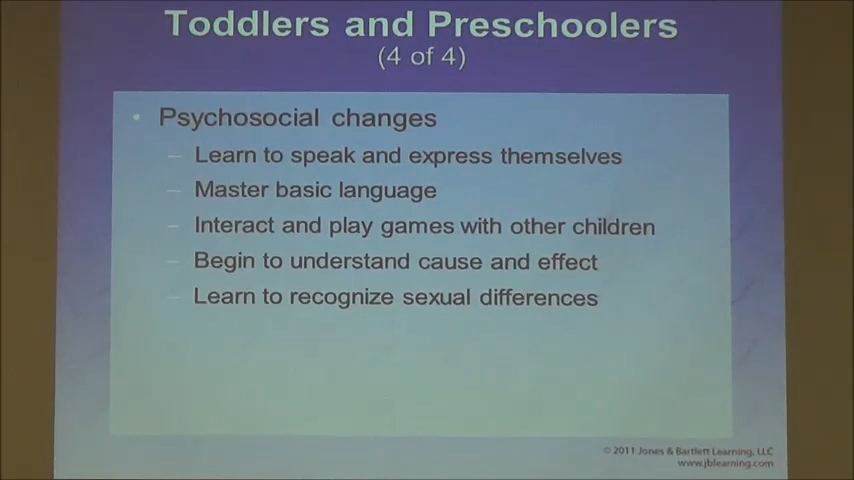 Toddlers and Preschoolers
(4 of 4)
• Psychosocial changes
– Learn to speak and express themselves
– Master basic language
– Interact and play games with other children
– Begin to understand cause and effect
– Learn to recognize sexual differences
© 2011 Jones & Bartlett Learning, LLC
www.jblearning.com